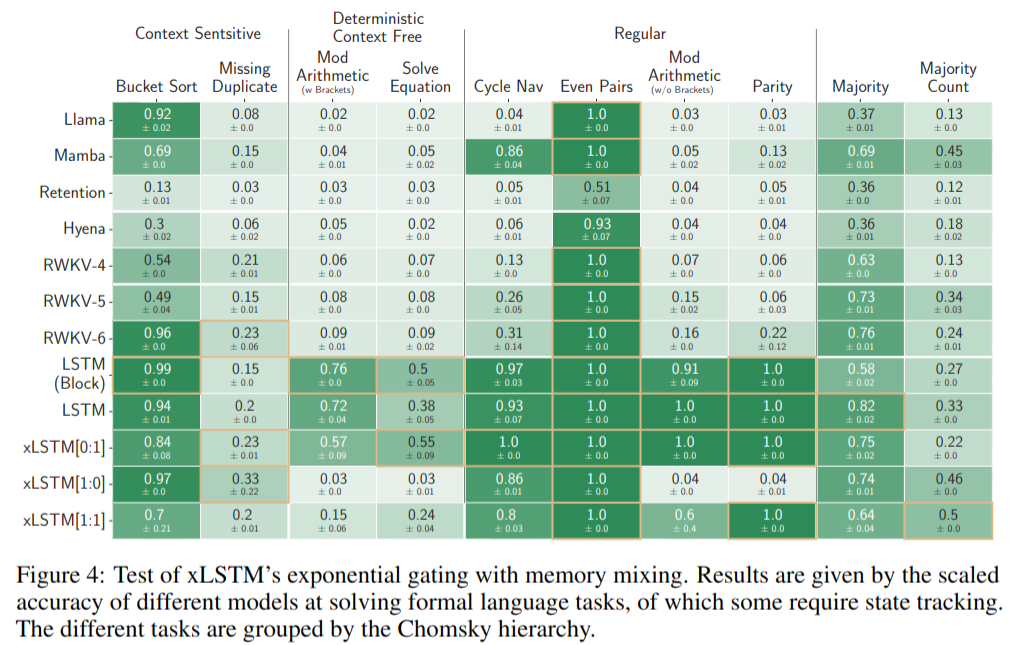 Context Sentsitive
Deterministic
Context Free
Regular
Bucket Sort
Missing
Duplicate
Mod
Arithmetic
(w Brackets)
Solve
Equation
Cycle Nav
Even Pairs
Mod
Arithmetic
(w/o Brackets)
Parity
Majority
Majority
Count
Llama
0.92 0.08 0.02 0.02 0.04 1.0 0.03 0.03 0.37 0.13
± 0.02 ± 0.0 ± 0.0 ± 0.0 ± 0.01 ± 0.0 ± 0.0 ± 0.01 ± 0.01 ± 0.0
Mamba
0.69 0.15 0.04 0.05 0.86 1.0 0.05 0.13 0.69 0.45
± 0.0 ± 0.0 ± 0.01 ± 0.02 ± 0.04 ± 0.0 ± 0.02 ± 0.02 ± 0.01 ± 0.03
Retention
0.13 0.03 0.03 0.03 0.05 0.51 0.04 0.05 0.36 0.12
± 0.01 ± 0.0 ± 0.0 ± 0.0 ± 0.01 ± 0.07 ± 0.0 ± 0.01 ± 0.0 ± 0.01
Hyena
0.3 0.06 0.05 0.02 0.06 0.93 0.04 0.04 0.36 0.18
± 0.02 ± 0.02 ± 0.0 ± 0.0 ± 0.01 ± 0.07 ± 0.0 ± 0.0 ± 0.01 ± 0.02
RWKV-4
0.54 0.21 0.06 0.07 0.13 1.0 0.07 0.06 0.63 0.13
± 0.0 ± 0.01 ± 0.0 ± 0.0 ± 0.0 ± 0.0 ± 0.0 ± 0.0 ± 0.0 ± 0.0
RWKV-5
0.49 0.15 0.08 0.08 0.26 1.0 0.15 0.06 0.73 0.34
± 0.04 ± 0.01 ± 0.0 ± 0.0 ± 0.05 ± 0.0 ± 0.02 ± 0.03 ± 0.01 ± 0.03
RWKV-6
0.96 0.23 0.09 0.09 0.31 1.0 0.16 0.22 0.76 0.24
± 0.0 ± 0.06 ± 0.01 ± 0.02 ± 0.14 ± 0.0 ± 0.0 ± 0.12 ± 0.01 ± 0.01
LSTM
(Block)
0.99 0.15 0.76 0.5 0.97 1.0 0.91 1.0 0.58 0.27
± 0.0 ± 0.0 ± 0.0 ± 0.05 ± 0.03 ± 0.0 ± 0.09 ± 0.0 ± 0.02 ± 0.0
LSTM
0.94 0.2 0.72 0.38 0.93 1.0 1.0 1.0 0.82 0.33
± 0.01 ± 0.0 ± 0.04 ± 0.05 ± 0.07 ± 0.0 ± 0.0 ± 0.0 ± 0.02 ± 0.0
xLSTM[0:1]
0.84 0.23 0.57 0.55 1.0 1.0 1.0 1.0 0.75 0.22
± 0.08 ± 0.01 ± 0.09 ± 0.09 ± 0.0 ± 0.0 ± 0.0 ± 0.0 ± 0.02 ± 0.0
xLSTM[1:0]
0.97 0.33 0.03 0.03 0.86 1.0 0.04 0.04 0.74 0.46
± 0.0 ± 0.22 ± 0.0 ± 0.01 ± 0.01 ± 0.0 ± 0.0 ± 0.01 ± 0.01 ± 0.0
xLSTM[1:1]
0.7 0.2 0.15 0.24 0.8 1.0 0.6 1.0 0.64 0.5
± 0.21 ± 0.01 ± 0.06 ± 0.04 ± 0.03 ± 0.0 ± 0.4 ± 0.0 ± 0.04 ± 0.0
Figure 4: Test of xLSTM's exponential gating with memory mixing. Results are given by the scaled
accuracy of different models at solving formal language tasks, of which some require state tracking.
The different tasks are grouped by the Chomsky hierarchy.